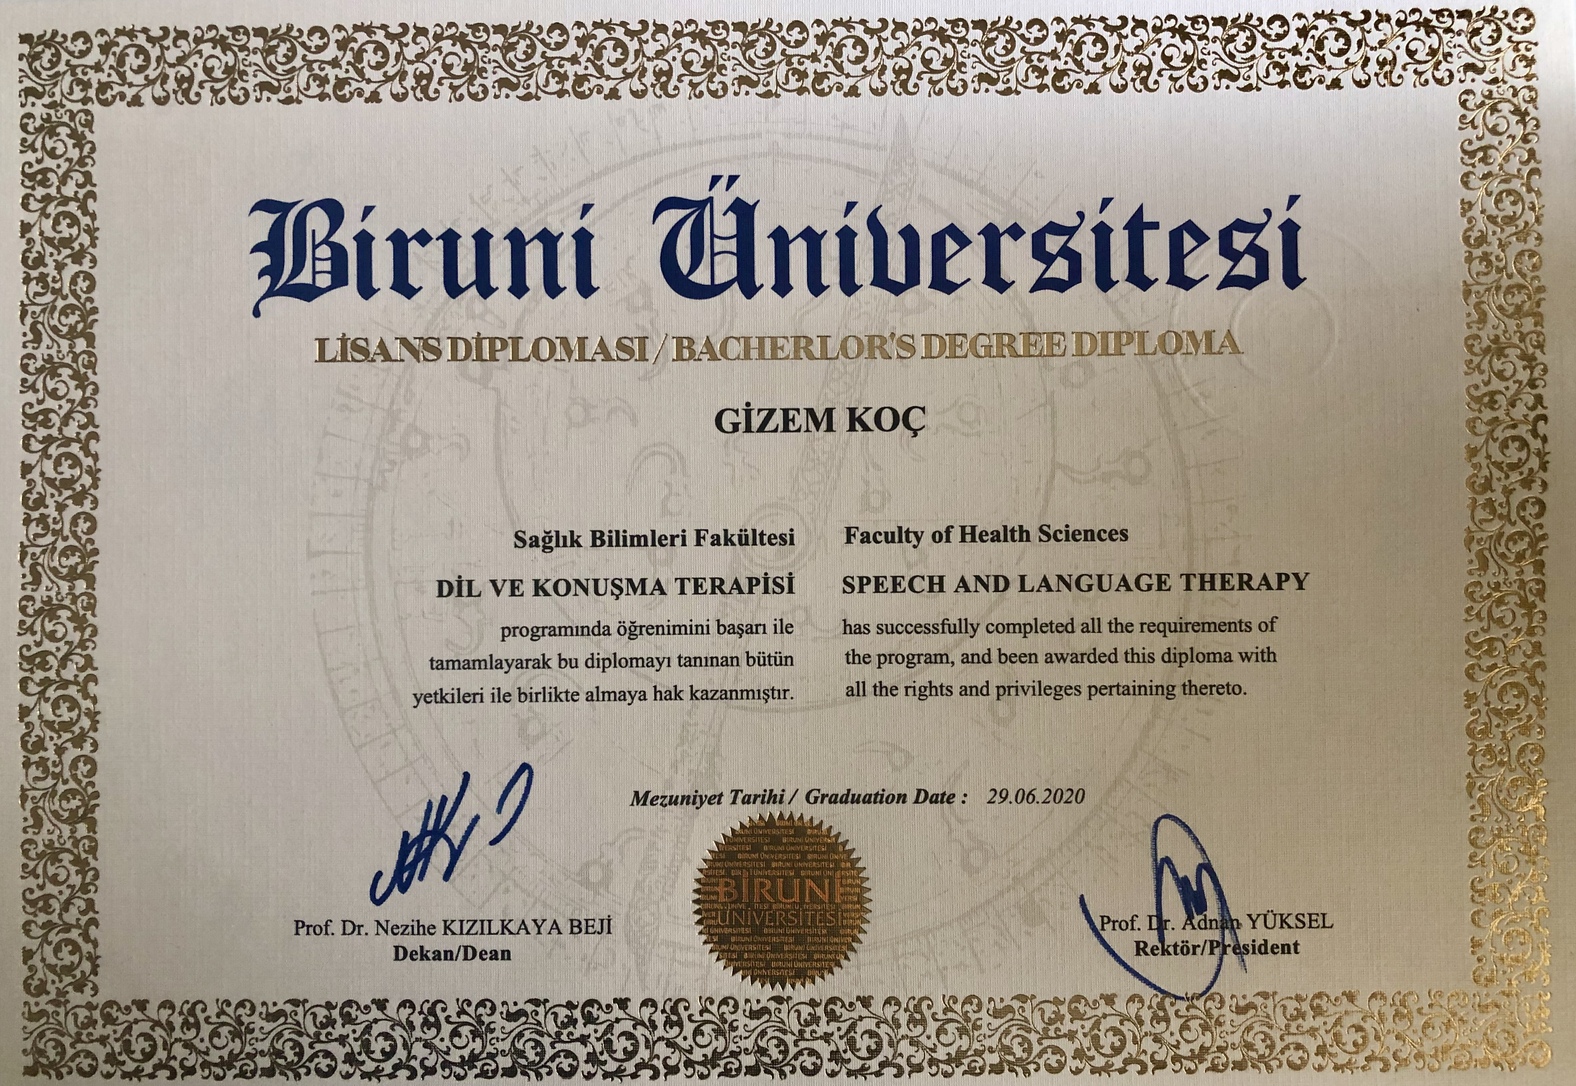 Biruni Üniversitesi
LİSANS DİPLOMASI / BACHERLOR'S DEGREE DIPLOMA
GİZEM KOÇ
Sağlık Bilimleri Fakültesi
DİL VE KONUŞMA TERAPİSİ
programında öğrenimini başarı ile
tamamlayarak bu diplomayı tanınan bütün
yetkileri ile birlikte almaya hak kazanmıştır.
Faculty of Health Sciences
SPEECH AND LANGUAGE THERAPY
has successfully completed all the requirements of
the program, and been awarded this diploma with
all the rights and privileges pertaining thereto.
Mezuniyet Tarihi / Graduation Date : 29.06.2020
BİRUNİ
ÜNİVERSİTESİ
Prof. Dr. Nezihe KIZILKAYA BEJİ
Dekan/Dean
Prof. Dr. Adnan YÜKSEL
Rektör/President